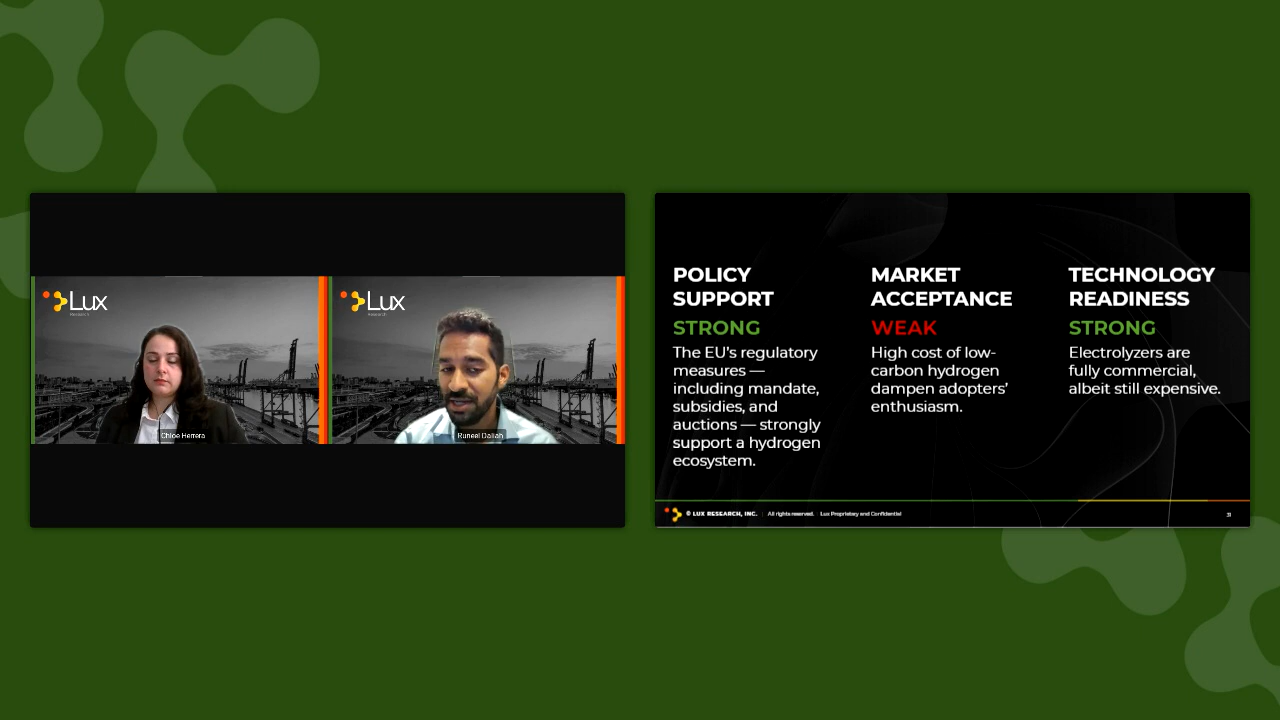 Lux
Research
Chloe Herrera
Lux
Research
Runeel Daliah
POLICY
SUPPORT
STRONG
The EU's regulatory
measures —
including mandate,
subsidies, and
auctions — strongly
support a hydrogen
ecosystem.
MARKET
ACCEPTANCE
WEAK
High cost of low-
carbon hydrogen
dampen adopters'
enthusiasm.
TECHNOLOGY
READINESS
STRONG
Electrolyzers are
fully commercial,
albeit still expensive.
© LUX RESEARCH, INC. | All rights reserved. Lux Proprietary and Confidential